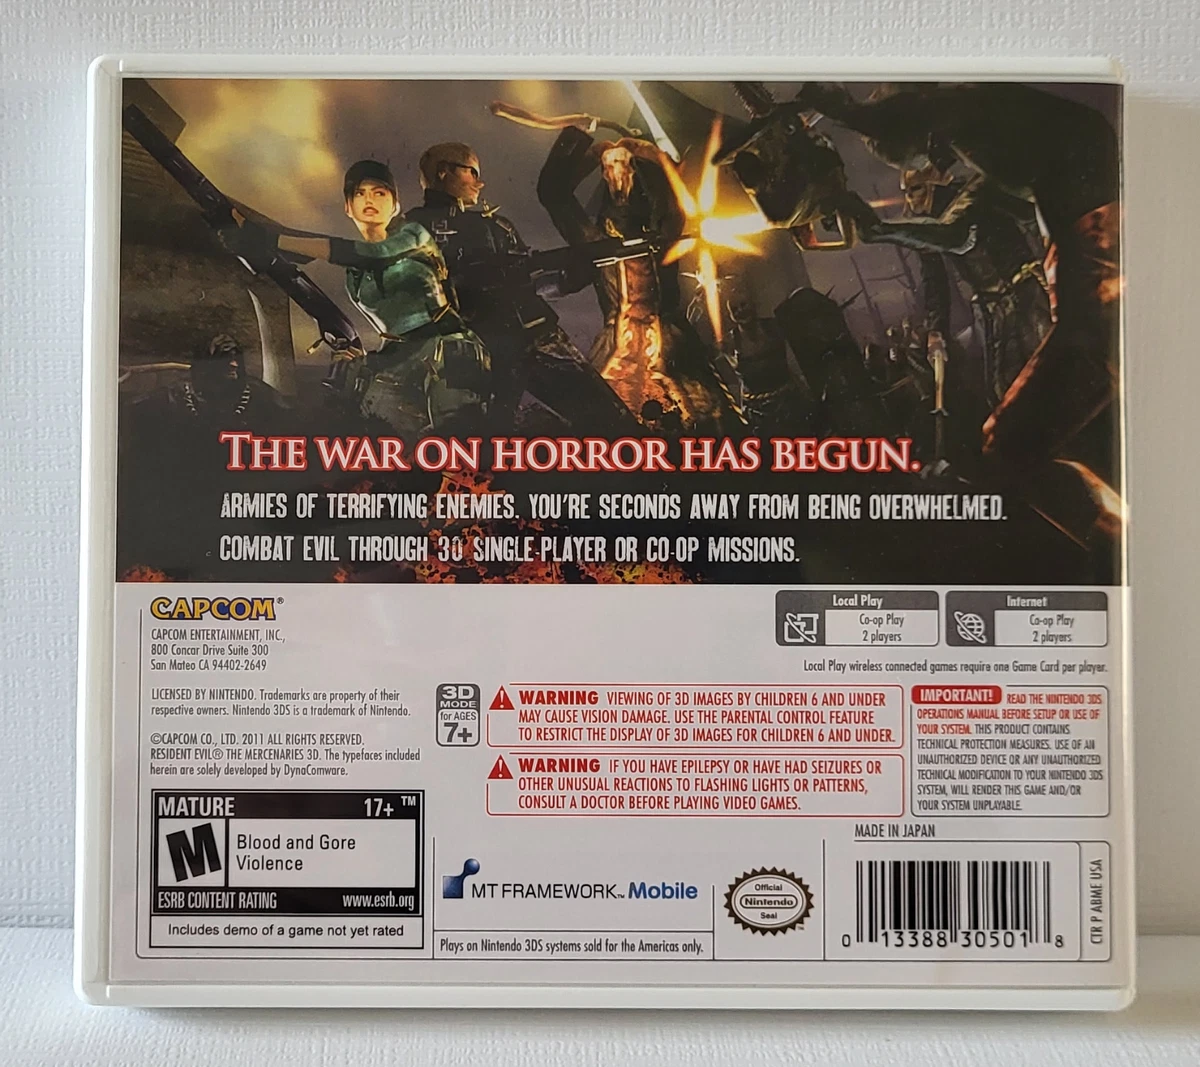 THE WAR ON HORROR HAS BEGUN.
ARMIES OF TERRIFYING ENEMIES. YOU'RE SECONDS AWAY FROM BEING OVERWHELMED.
COMBAT EVIL THROUGH 30 SINGLE-PLAYER OR CO-OP MISSIONS.
CAPCOM®
CAPCOM ENTERTAINMENT, INC.,
800 Concar Drive Suite 300
San Mateo CA 94402-2649
Local Play
Co-op Play
2 players
Internet
Co-op Play
2 players
Local Play wireless connected games require one Game Card per player.
LICENSED BY NINTENDO. Trademarks are property of their
respective owners. Nintendo 3DS is a trademark of Nintendo.
©CAPCOM CO., LTD. 2011 ALL RIGHTS RESERVED.
RESIDENT EVIL® THE MERCENARIES 3D. The typefaces included
herein are solely developed by DynaComware.
3D
MODE
for AGES
7+
WARNING VIEWING OF 3D IMAGES BY CHILDREN 6 AND UNDER
MAY CAUSE VISION DAMAGE. USE THE PARENTAL CONTROL FEATURE
TO RESTRICT THE DISPLAY OF 3D IMAGES FOR CHILDREN 6 AND UNDER.
WARNING IF YOU HAVE EPILEPSY OR HAVE HAD SEIZURES OR
OTHER UNUSUAL REACTIONS TO FLASHING LIGHTS OR PATTERNS,
CONSULT A DOCTOR BEFORE PLAYING VIDEO GAMES.
IMPORTANT! READ THE NINTENDO 3DS
OPERATIONS MANUAL BEFORE SETUP OR USE OF
YOUR SYSTEM. THIS PRODUCT CONTAINS
TECHNICAL PROTECTION MEASURES. USE OF AN
UNAUTHORIZED DEVICE OR ANY UNAUTHORIZED
TECHNICAL MODIFICATION TO YOUR NINTENDO 3DS
SYSTEM, WILL RENDER THIS GAME AND/OR
YOUR SYSTEM UNPLAYABLE.
MATURE 17+ ™
M
Blood and Gore
Violence
ESRB CONTENT RATING www.esrb.org
Includes demo of a game not yet rated
MT FRAMEWORK™ Mobile
Plays on Nintendo 3DS systems sold for the Americas only.
Official
Nintendo
Seal
MADE IN JAPAN
0 13388 30501 8
CTR P ABME USA